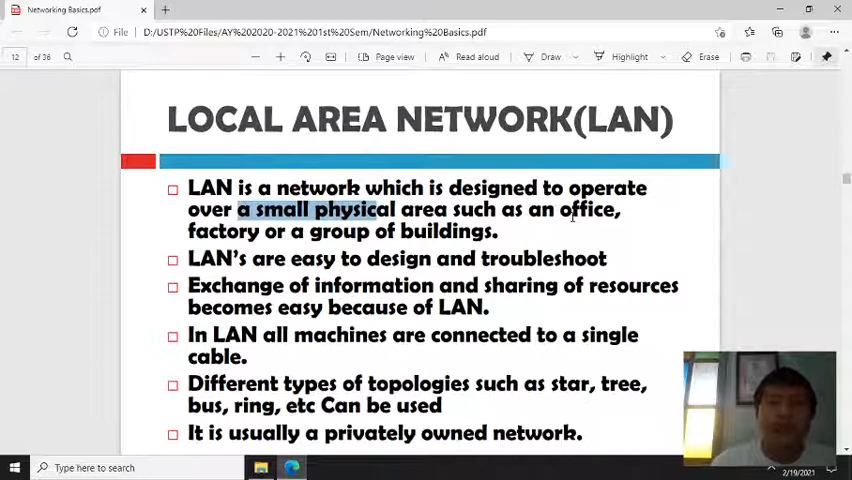 Networking Basics.pdf
File
D:/USTP%20Files/AY%202020-2021%201st%20Sem/Networking%20Basics.pdf
12 of 36
Page view
Read aloud
Draw
Highlight
Erase
LOCAL AREA NETWORK(LAN)
LAN is a network which is designed to operate
over a small physical area such as an office,
factory or a group of buildings.
LAN's are easy to design and troubleshoot
Exchange of information and sharing of resources
becomes easy because of LAN.
In LAN all machines are connected to a single
cable.
Different types of topologies such as star, tree,
bus, ring, etc Can be used
It is usually a privately owned network.
Type here to search
2/19/2021